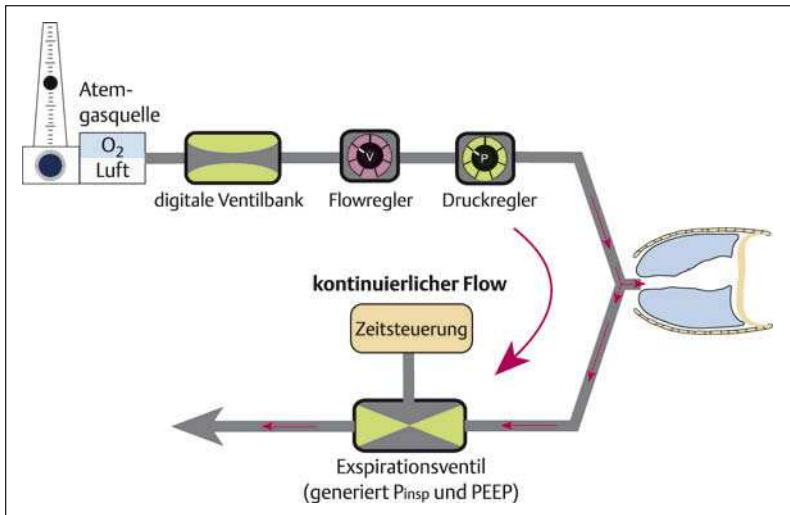 Atem-
gasquelle
O₂
Luft
digitale Ventilbank
V
Flowregler
P
Druckregler
kontinuierlicher Flow
Zeitsteuerung
Exspirationsventil
(generiert Pinsp und PEEP)